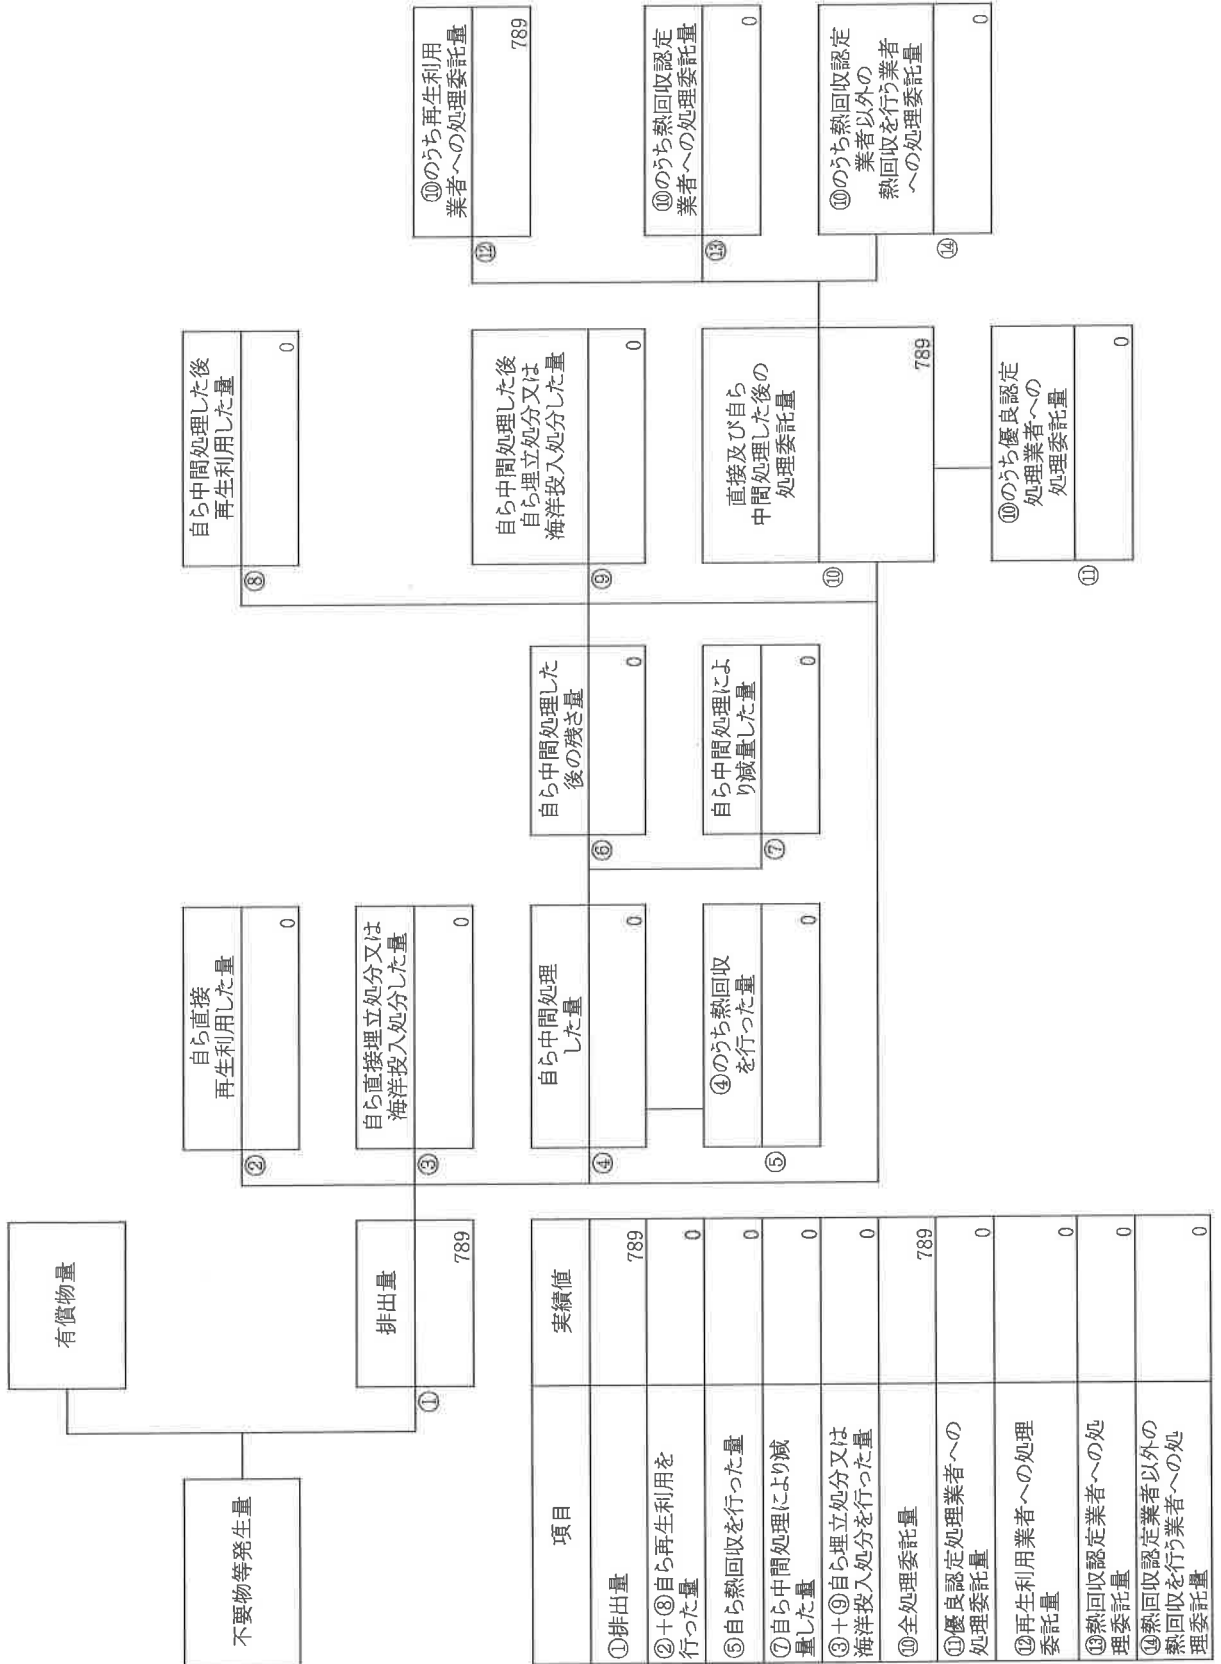 不要物等発生量
有償物量
①
排出量
789
②
自ら直接
再生利用した量
0
③
自ら直接埋立処分又は
海洋投入処分した量
0
④
自ら中間処理
した量
0
⑤
④のうち熱回収
を行った量
0
⑥
自ら中間処理した
後の残さ量
0
⑦
自ら中間処理によ
り減量した量
0
⑧
自ら中間処理した後
再生利用した量
0
⑨
自ら中間処理した後
自ら埋立処分又は
海洋投入処分した量
0
⑩
直接及び自ら
中間処理した後の
処理委託量
789
⑪
⑩のうち優良認定
処理業者への
処理委託量
0
⑫
⑩のうち再生利用
業者への処理委託量
789
⑬
⑩のうち熱回収認定
業者への処理委託量
0
⑭
⑩のうち熱回収認定
業者以外の
熱回収を行う業者
への処理委託量
0
項目 実績値
①排出量 789
②+⑧自ら再生利用を
行った量 0
⑤自ら熱回収を行った量 0
⑦自ら中間処理により減
量した量 0
③+⑨自ら埋立処分又は
海洋投入処分を行った量 0
⑩全処理委託量 789
⑪優良認定処理業者への
処理委託量 0
⑫再生利用業者への処理
委託量 0
⑬熱回収認定業者への処
理委託量 0
⑭熱回収認定業者以外の
熱回収を行う業者への処
理委託量 0